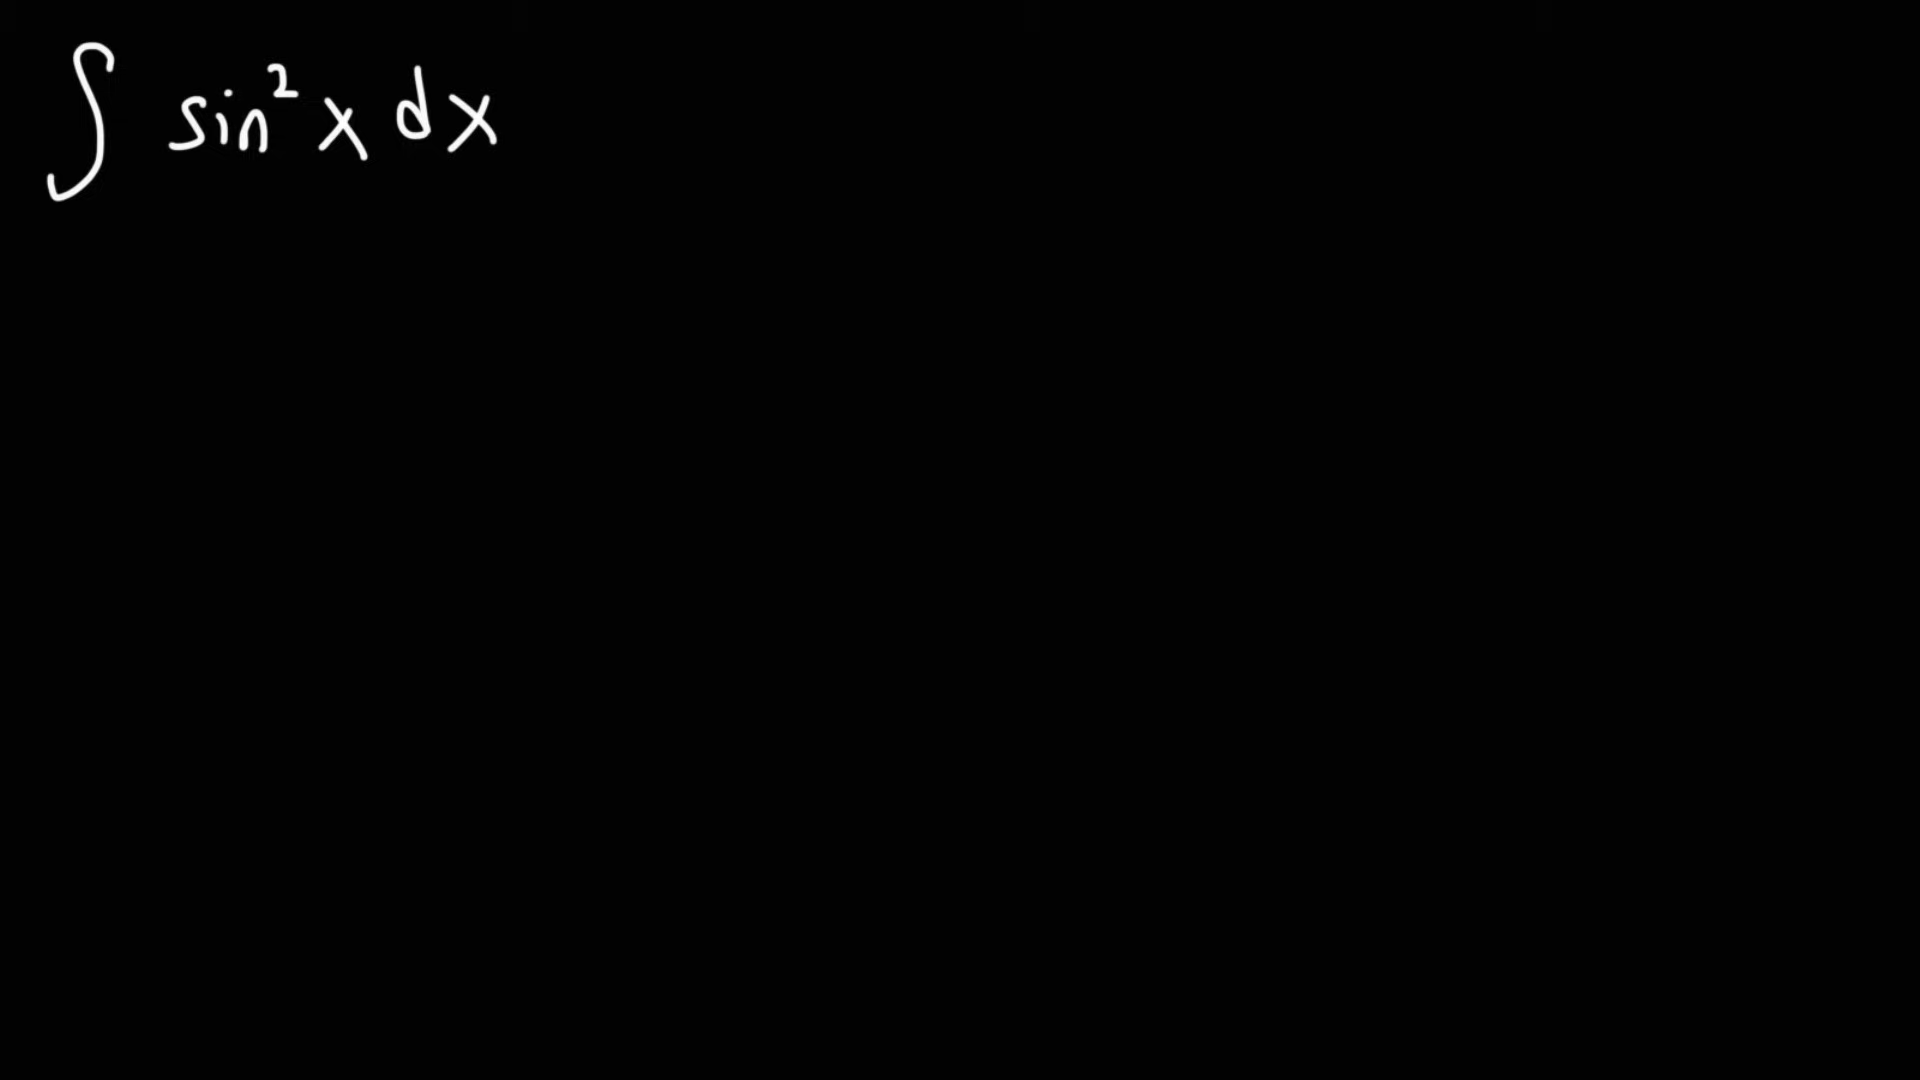 ∫ sin² x dx